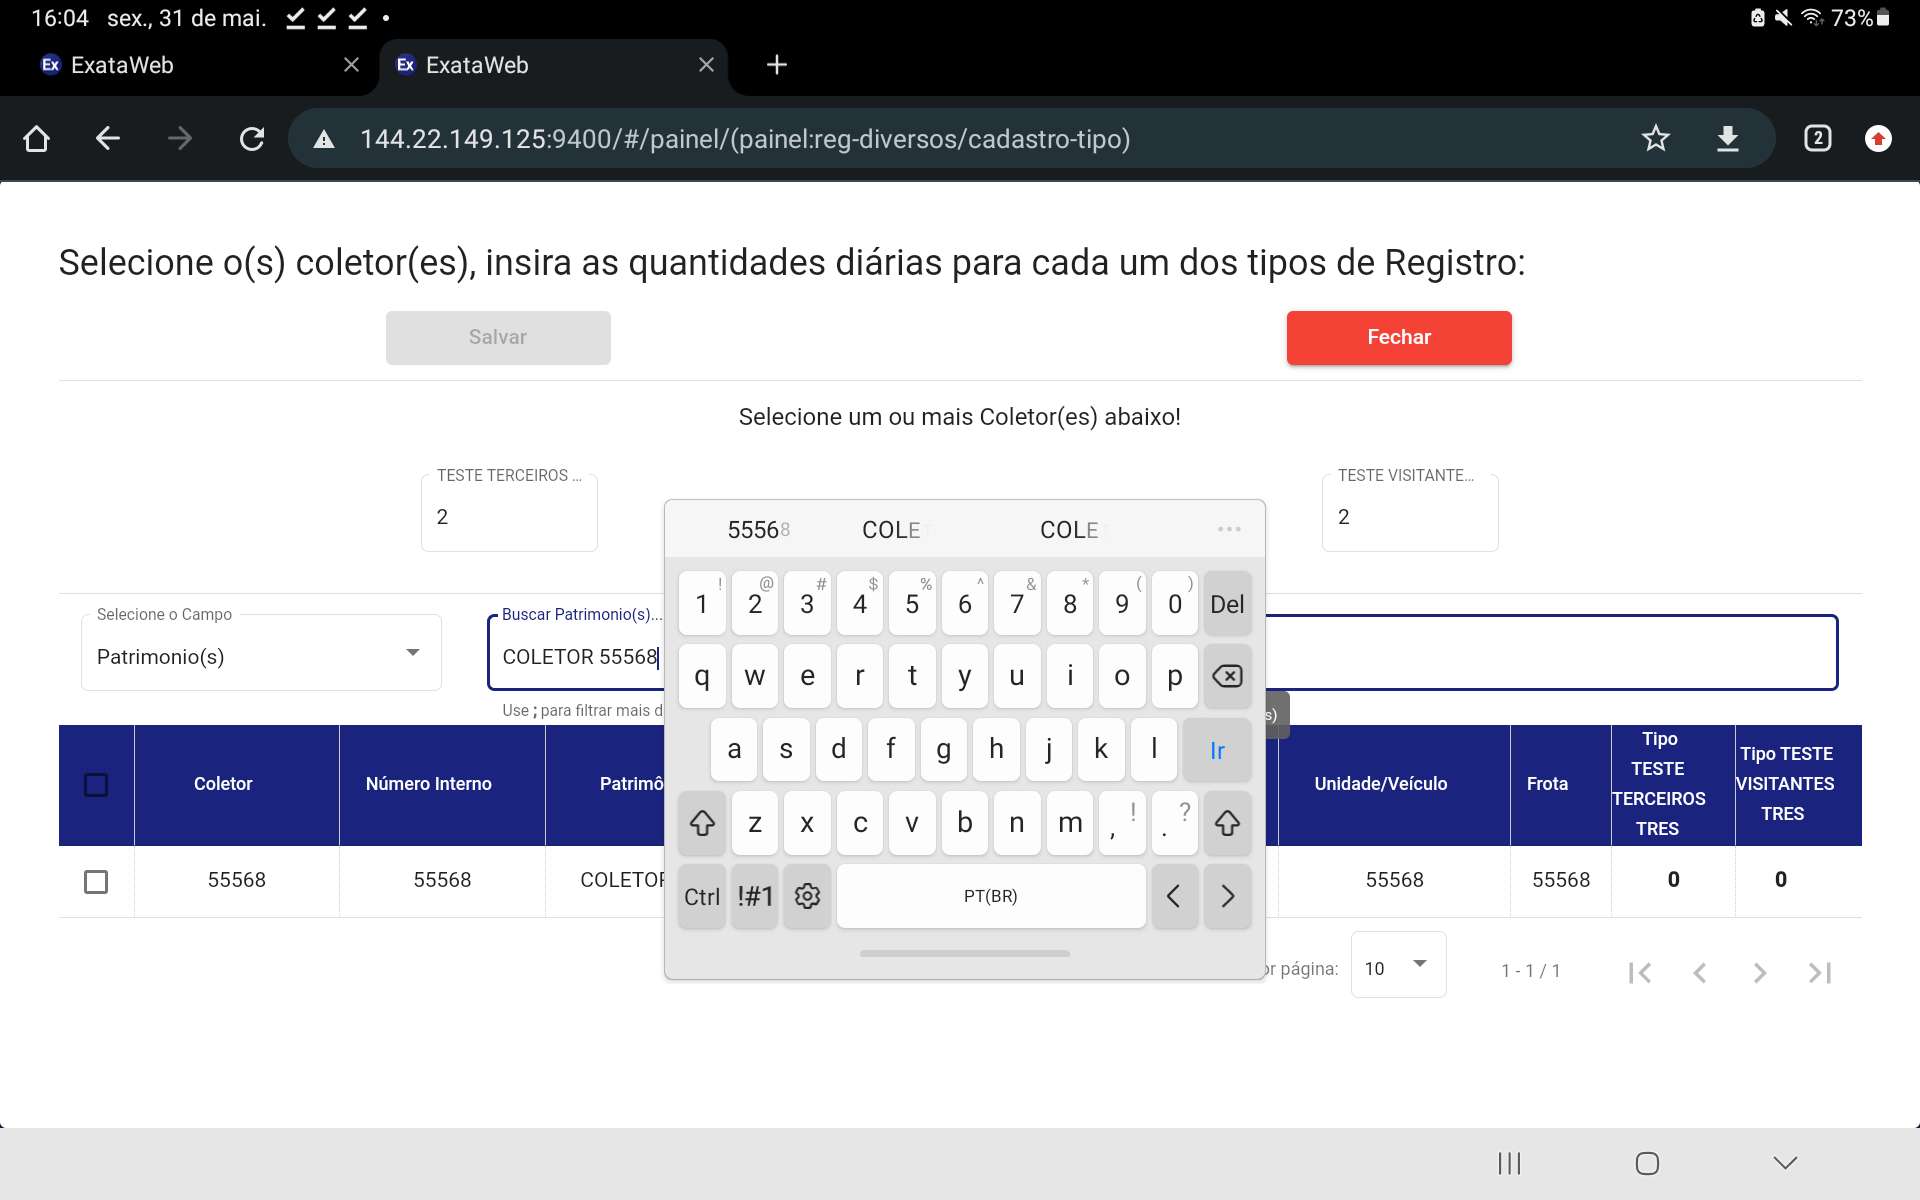 16:04 sex., 31 de mai.
73%
Ex ExataWeb
Ex ExataWeb
144.22.149.125:9400/#/painel/(painel:reg-diversos/cadastro-tipo)
2
Selecione o(s) coletor(es), insira as quantidades diárias para cada um dos tipos de Registro:
Salvar
Fechar
Selecione um ou mais Coletor(es) abaixo!
TESTE TERCEIROS ...
2
TESTE VISITANTE...
2
55568 COLET COLET ...
1 ! 2 @ 3 # 4 $ 5 % 6 ^ 7 & 8 * 9 ( 0 ) Del
q w e r t y u i o p
a s d f g h j k l Ir
z x c v b n m , ! . ?
Ctrl !#1 PT(BR) < >
Selecione o Campo
Patrimonio(s)
Buscar Patrimonio(s)...
COLETOR 55568
Use ; para filtrar mais d
s)
Coletor
Número Interno
Patrimô
Unidade/Veículo
Frota
Tipo
TESTE
TERCEIROS
TRES
Tipo TESTE
VISITANTES
TRES
55568 55568 COLETOR 55568 55568 0 0
or página: 10 1 - 1 / 1